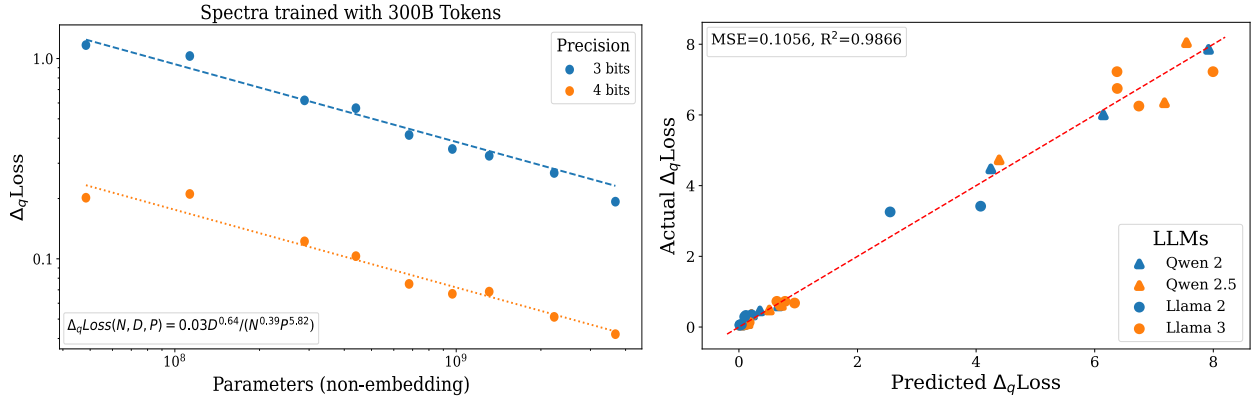 Spectra trained with 300B Tokens
Δ_qLoss
1.0
0.1
Precision
3 bits
4 bits
Δ_qLoss(N, D, P) = 0.03D^0.64/(N^0.39P^5.82)
10^8
10^9
Parameters (non-embedding)
MSE=0.1056, R^2=0.9866
Actual Δ_qLoss
8
6
4
2
0
LLMs
Qwen 2
Qwen 2.5
Llama 2
Llama 3
0
2
4
6
8
Predicted Δ_qLoss